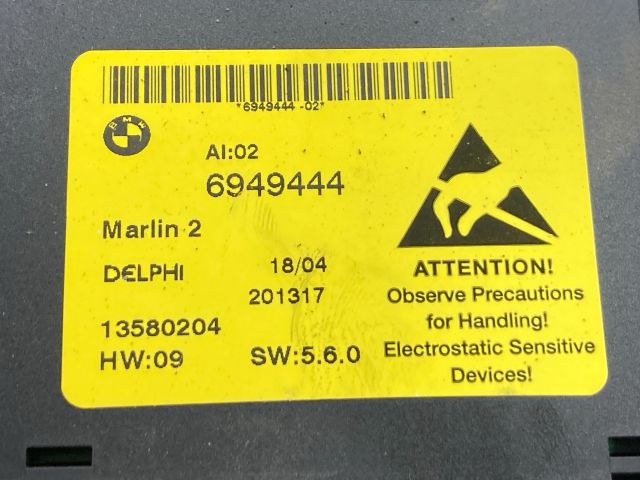 *6949444-02*
BMW
AI:02
6949444
Marlin 2
DELPHI
18/04
201317
13580204
HW:09
SW:5.6.0
ATTENTION!
Observe Precautions
for Handling!
Electrostatic Sensitive
Devices!